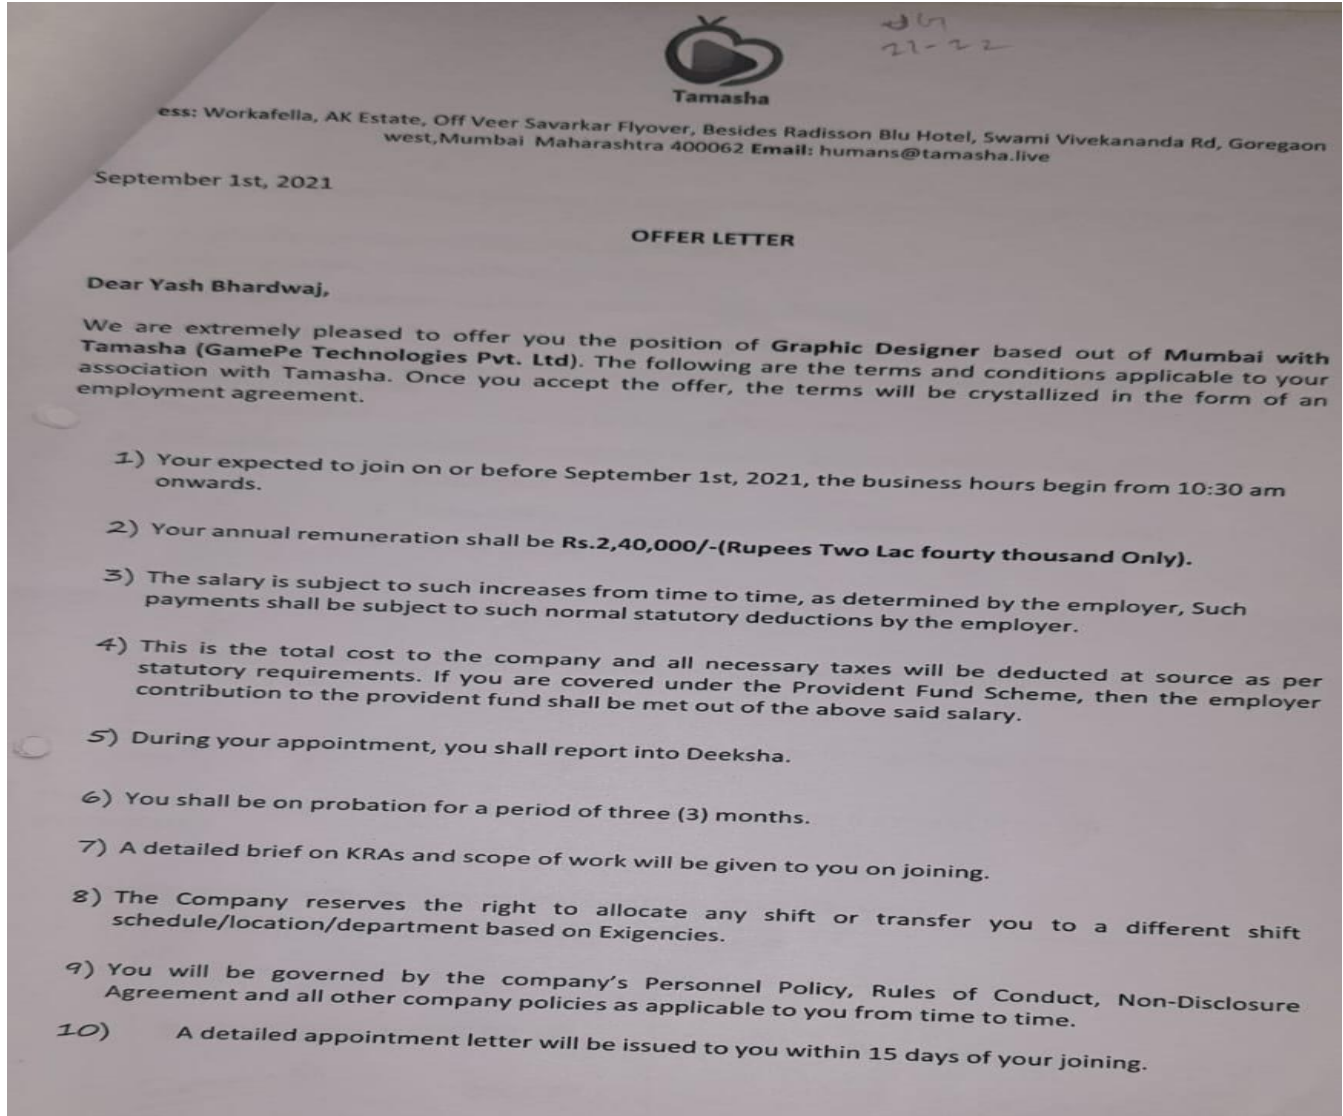 21-22
Tamasha
ess: Workafella, AK Estate, Off Veer Savarkar Flyover, Besides Radisson Blu Hotel, Swami Vivekananda Rd, Goregaon
west,Mumbai Maharashtra 400062 Email: humans@tamasha.live
September 1st, 2021
OFFER LETTER
Dear Yash Bhardwaj,
We are extremely pleased to offer you the position of Graphic Designer based out of Mumbai with
Tamasha (GamePe Technologies Pvt. Ltd). The following are the terms and conditions applicable to your
association with Tamasha. Once you accept the offer, the terms will be crystallized in the form of an
employment agreement.
1) Your expected to join on or before September 1st, 2021, the business hours begin from 10:30 am
onwards.
2) Your annual remuneration shall be Rs.2,40,000/-(Rupees Two Lac fourty thousand Only).
3) The salary is subject to such increases from time to time, as determined by the employer, Such
payments shall be subject to such normal statutory deductions by the employer.
4) This is the total cost to the company and all necessary taxes will be deducted at source as per
statutory requirements. If you are covered under the Provident Fund Scheme, then the employer
contribution to the provident fund shall be met out of the above said salary.
5) During your appointment, you shall report into Deeksha.
6) You shall be on probation for a period of three (3) months.
7) A detailed brief on KRAs and scope of work will be given to you on joining.
8) The Company reserves the right to allocate any shift or transfer you to a different shift
schedule/location/department based on Exigencies.
9) You will be governed by the company's Personnel Policy, Rules of Conduct, Non-Disclosure
Agreement and all other company policies as applicable to you from time to time.
10) A detailed appointment letter will be issued to you within 15 days of your joining.